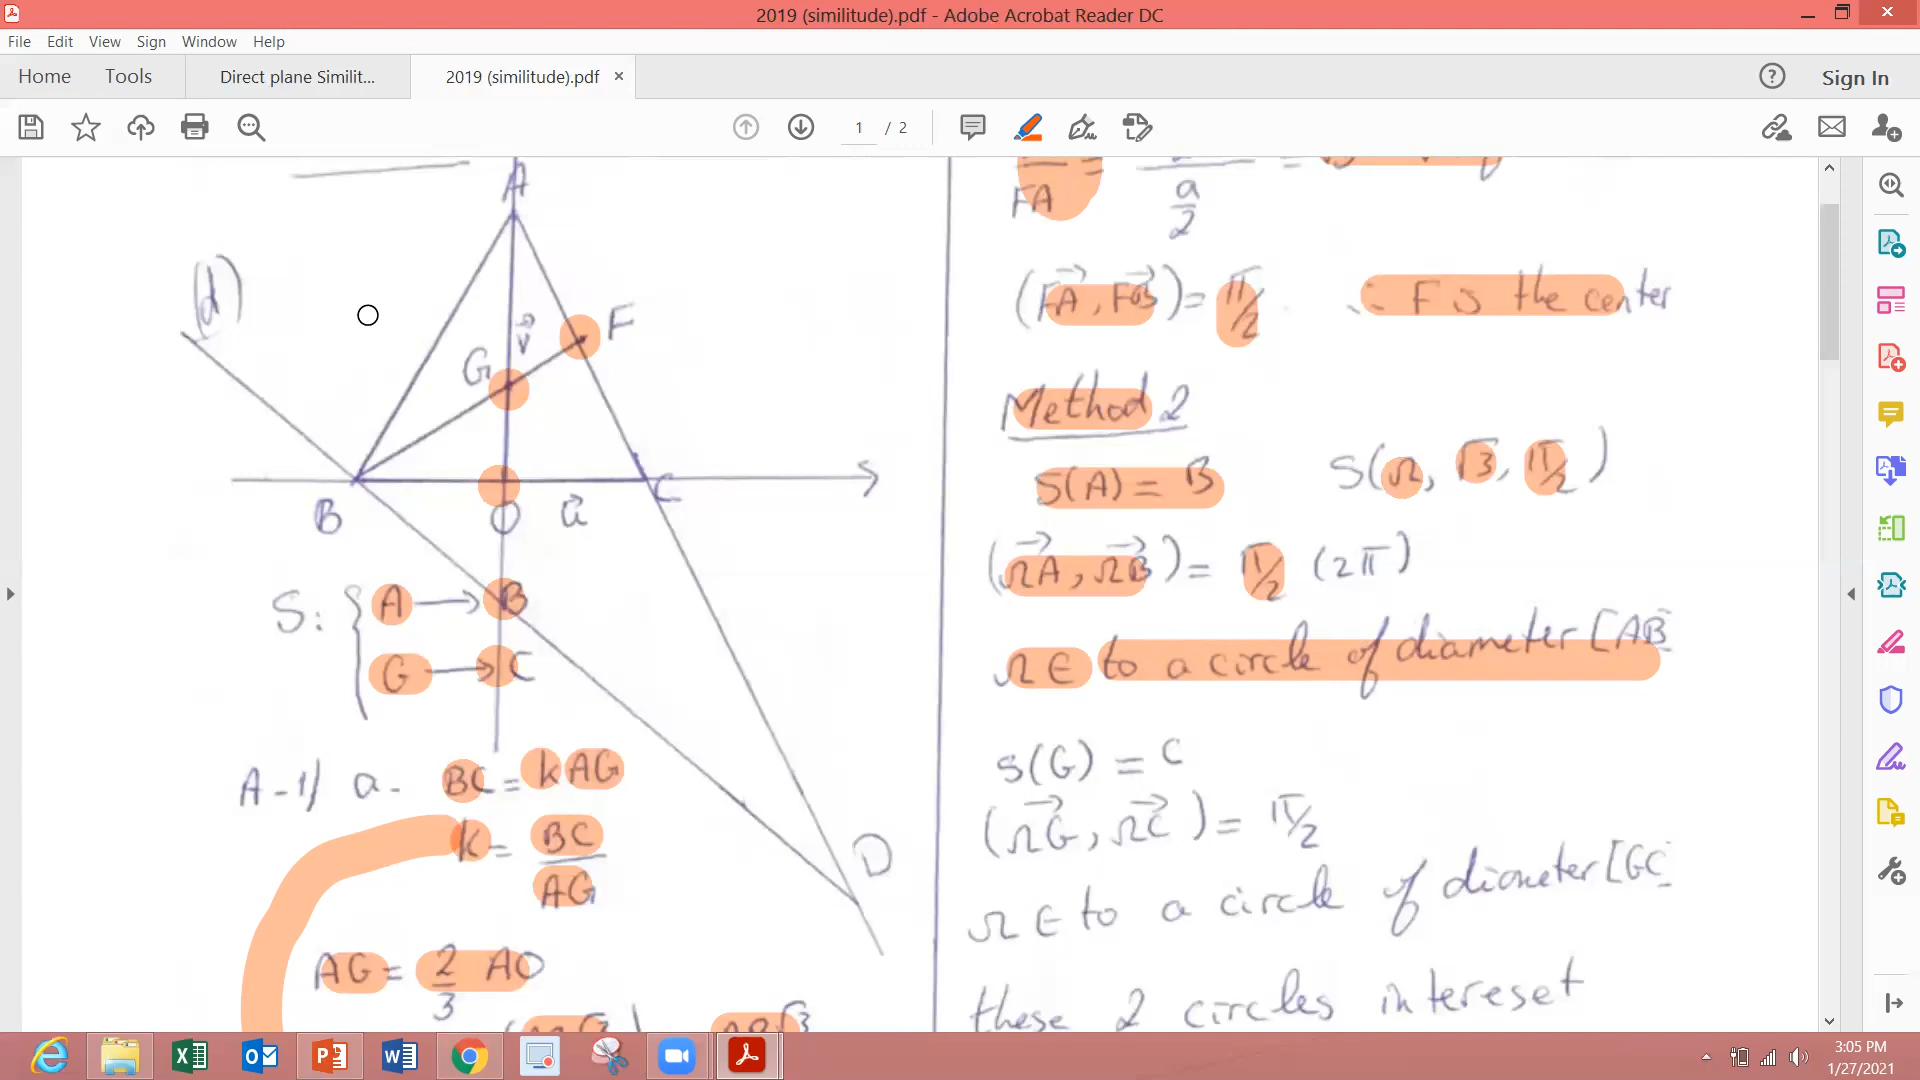 2019 (similitude).pdf - Adobe Acrobat Reader DC
File Edit View Sign Window Help
Home Tools Direct plane Similit... 2019 (similitude).pdf × Sign In
1 / 2
A
(d)
F
G
v
B
O
u
C
D
S: { A → B
G → C
A-1) a- BC = k AG
k = BC / AG
AG = 2/3 AO
FA = a/2
(FA, FB) = π/2 ∴ F is the center
Method 2
S(A) = B S(Ω, √3, π/2)
(ΩA, ΩB) = π/2 (2π)
Ω ∈ to a circle of diameter [AB
S(G) = C
(ΩG, ΩC) = π/2
Ω ∈ to a circle of diameter [GC
these 2 circles intereset
3:05 PM
1/27/2021